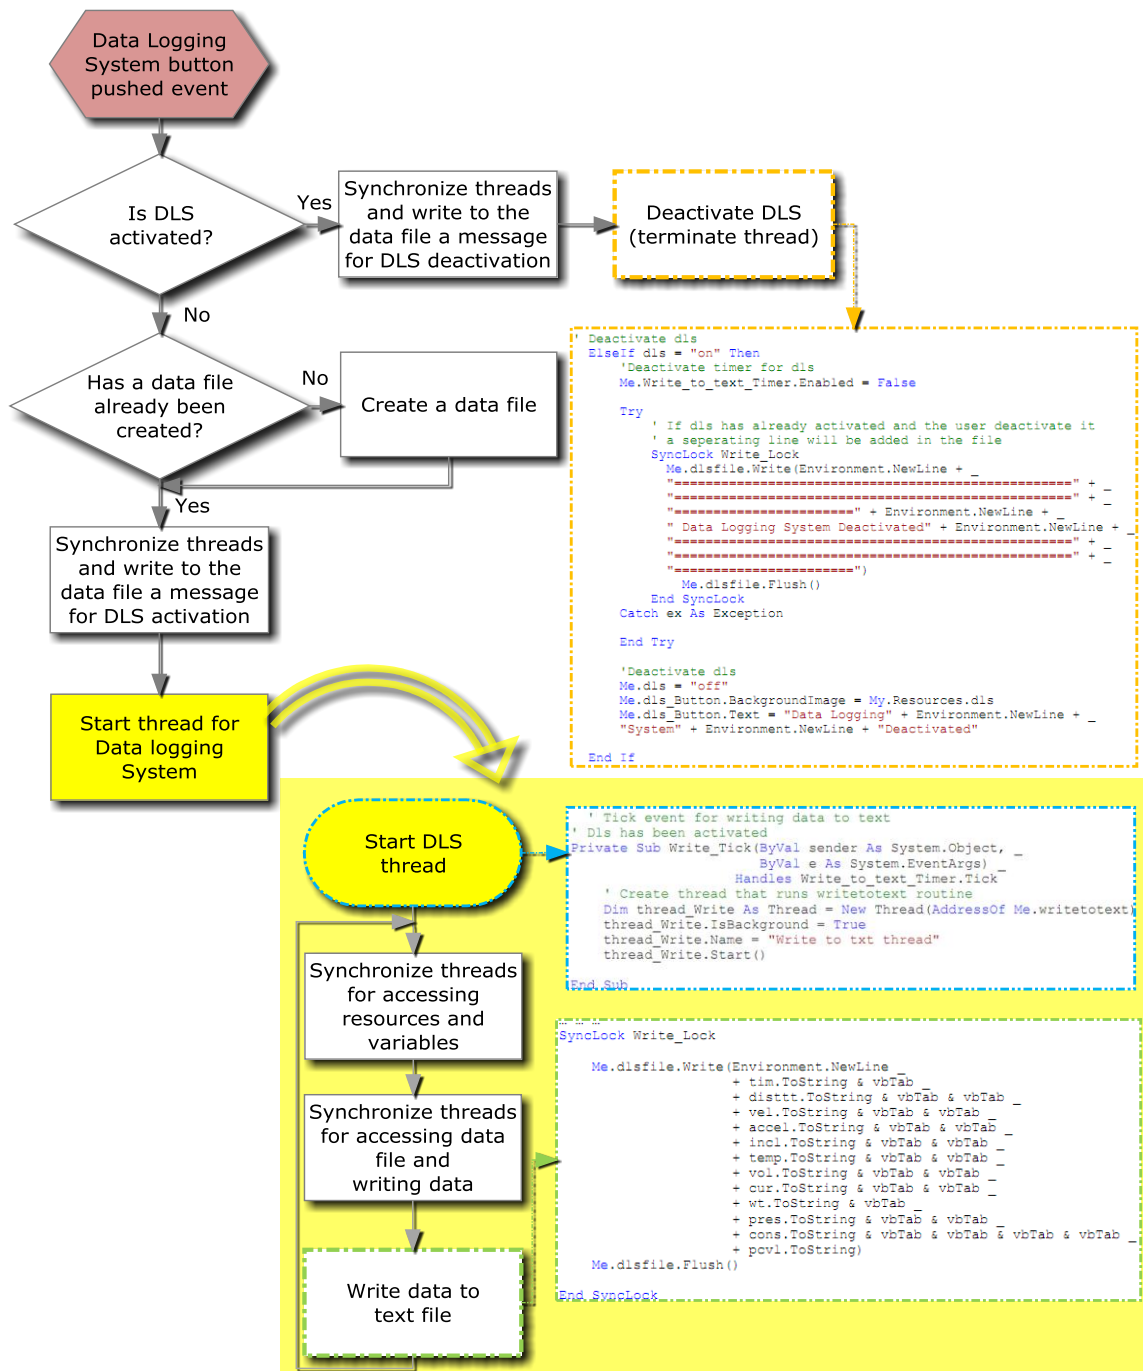 Data Logging
System button
pushed event
Is DLS
activated?
Yes
Synchronize threads
and write to the
data file a message
for DLS deactivation
Deactivate DLS
(terminate thread)
No
Has a data file
already been
created?
No
Create a data file
Yes
Synchronize threads
and write to the
data file a message
for DLS activation
Start thread for
Data logging
System
' Deactivate dls
ElseIf dls = "on" Then
'Deactivate timer for dls
Me.Write_to_text_Timer.Enabled = False
Try
' If dls has already activated and the user deactivate it
' a seperating line will be added in the file
SyncLock Write_Lock
Me.dlsfile.Write(Environment.NewLine + _
"===================================================" + _
"===================================================" + _
"=======================" + Environment.NewLine + _
" Data Logging System Deactivated" + Environment.NewLine + _
"===================================================" + _
"===================================================" + _
"=======================")
Me.dlsfile.Flush()
End SyncLock
Catch ex As Exception
End Try
'Deactivate dls
Me.dls = "off"
Me.dls_Button.BackgroundImage = My.Resources.dls
Me.dls_Button.Text = "Data Logging" + Environment.NewLine + _
"System" + Environment.NewLine + "Deactivated"
End If
Start DLS
thread
' Tick event for writing data to text
' Dls has been activated
Private Sub Write_Tick(ByVal sender As System.Object, _
ByVal e As System.EventArgs) _
Handles Write_to_text_Timer.Tick
' Create thread that runs writetotext routine
Dim thread_Write As Thread = New Thread(AddressOf Me.writetotext)
thread_Write.IsBackground = True
thread_Write.Name = "Write to txt thread"
thread_Write.Start()
End Sub
Synchronize threads
for accessing
resources and
variables
Synchronize threads
for accessing data
file and
writing data
Write data to
text file
… … …
SyncLock Write_Lock
Me.dlsfile.Write(Environment.NewLine _
+ tim.ToString & vbTab _
+ disttt.ToString & vbTab & vbTab _
+ vel.ToString & vbTab & vbTab _
+ accel.ToString & vbTab & vbTab _
+ incl.ToString & vbTab & vbTab _
+ temp.ToString & vbTab & vbTab _
+ vol.ToString & vbTab & vbTab _
+ cur.ToString & vbTab & vbTab _
+ wt.ToString & vbTab _
+ pres.ToString & vbTab & vbTab _
+ cons.ToString & vbTab & vbTab & vbTab & vbTab _
+ pcvl.ToString)
Me.dlsfile.Flush()
End SyncLock